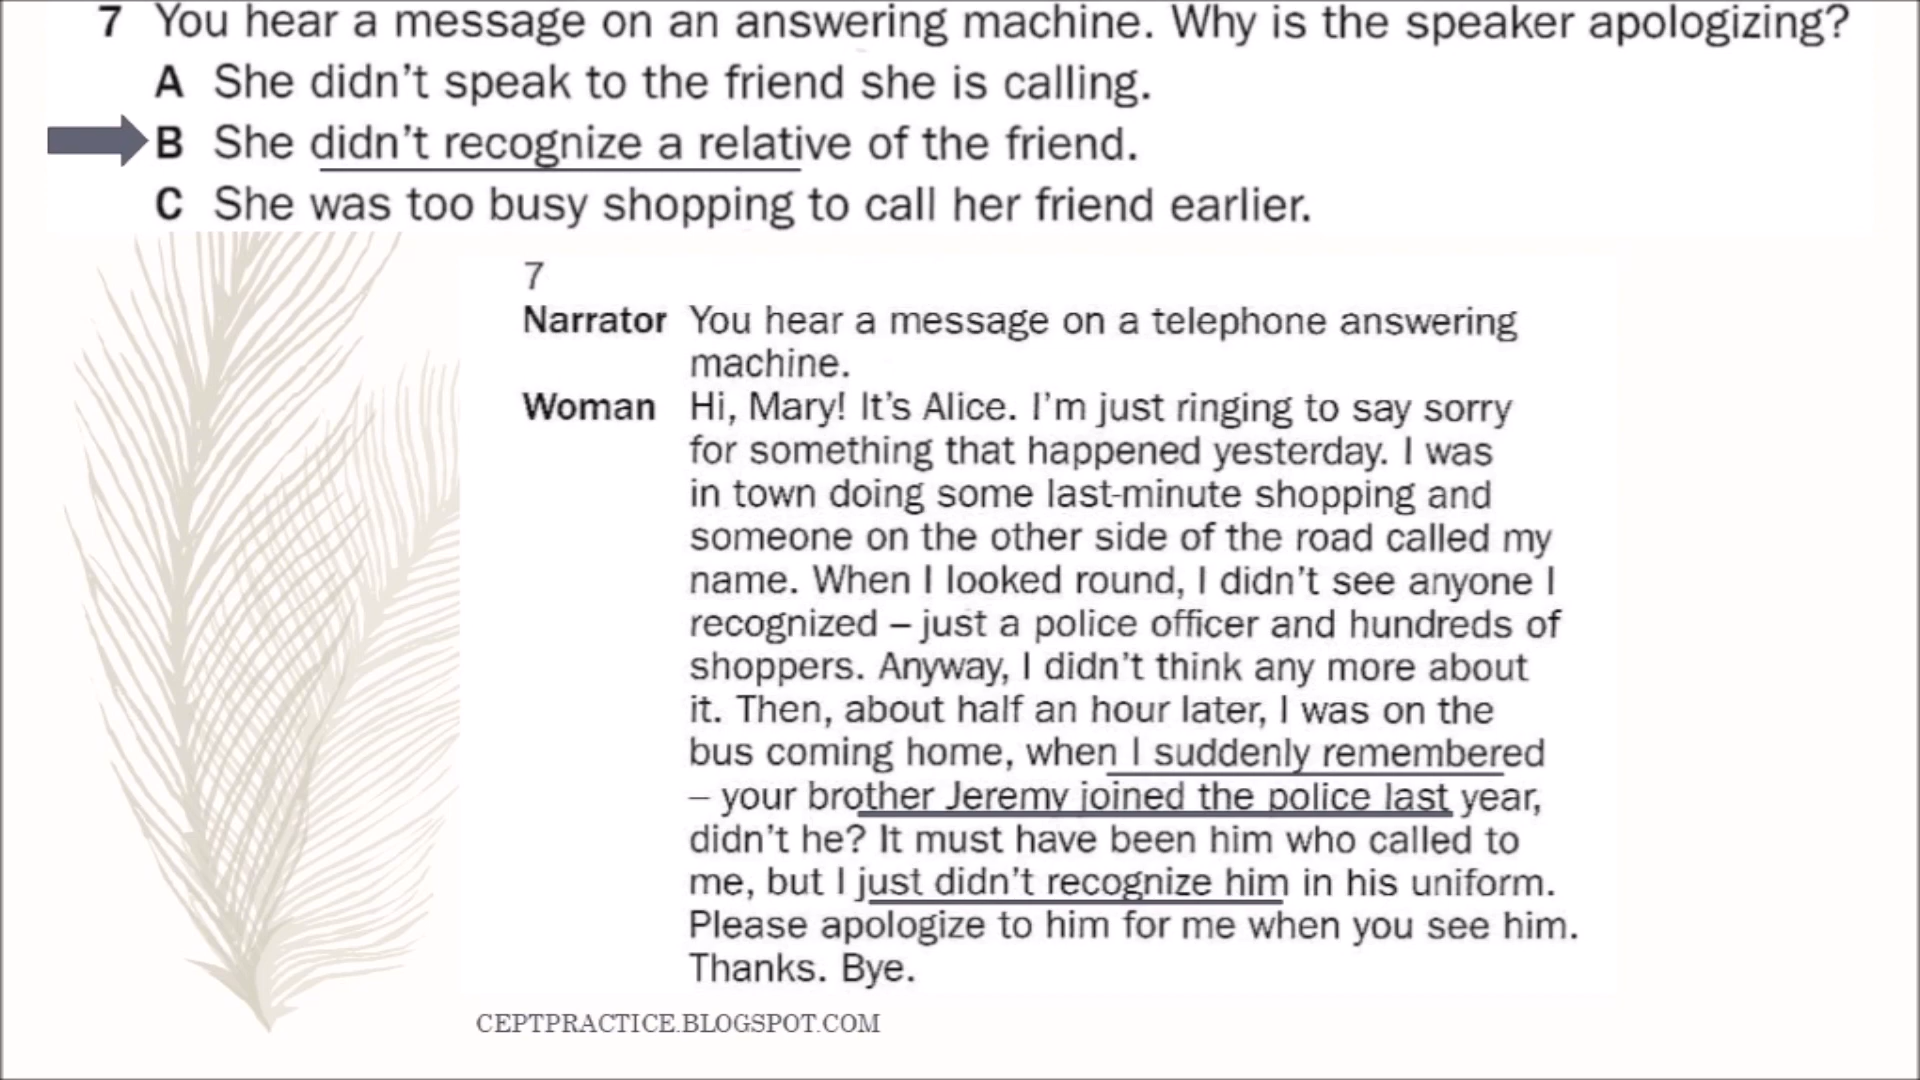 7 You hear a message on an answering machine. Why is the speaker apologizing?
A She didn't speak to the friend she is calling.
B She didn't recognize a relative of the friend.
C She was too busy shopping to call her friend earlier.
7
Narrator You hear a message on a telephone answering
machine.
Woman Hi, Mary! It's Alice. I'm just ringing to say sorry
for something that happened yesterday. I was
in town doing some last-minute shopping and
someone on the other side of the road called my
name. When I looked round, I didn't see anyone I
recognized – just a police officer and hundreds of
shoppers. Anyway, I didn't think any more about
it. Then, about half an hour later, I was on the
bus coming home, when I suddenly remembered
– your brother Jeremy joined the police last year,
didn't he? It must have been him who called to
me, but I just didn't recognize him in his uniform.
Please apologize to him for me when you see him.
Thanks. Bye.
CEPTPRACTICE.BLOGSPOT.COM